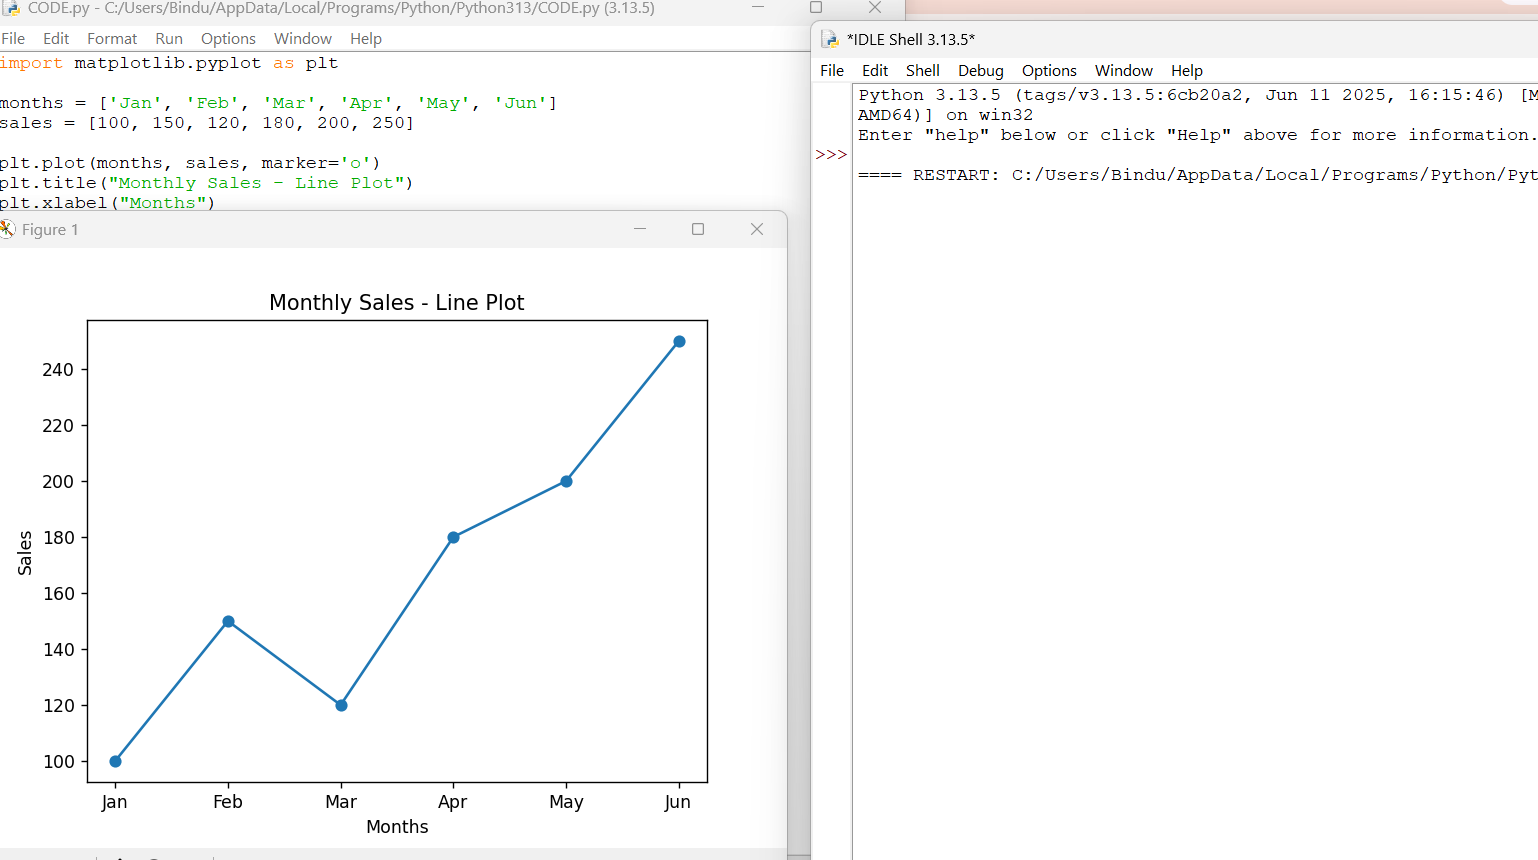 CODE.py - C:/Users/Bindu/AppData/Local/Programs/Python/Python313/CODE.py (3.13.5)
File Edit Format Run Options Window Help
import matplotlib.pyplot as plt
months = ['Jan', 'Feb', 'Mar', 'Apr', 'May', 'Jun']
sales = [100, 150, 120, 180, 200, 250]
plt.plot(months, sales, marker='o')
plt.title("Monthly Sales - Line Plot")
plt.xlabel("Months")
Figure 1
Monthly Sales - Line Plot
240
220
200
180
160
140
120
100
Sales
Jan Feb Mar Apr May Jun
Months
*IDLE Shell 3.13.5*
File Edit Shell Debug Options Window Help
Python 3.13.5 (tags/v3.13.5:6cb20a2, Jun 11 2025, 16:15:46) [M
AMD64)] on win32
Enter "help" below or click "Help" above for more information.
>>>
==== RESTART: C:/Users/Bindu/AppData/Local/Programs/Python/Pyt